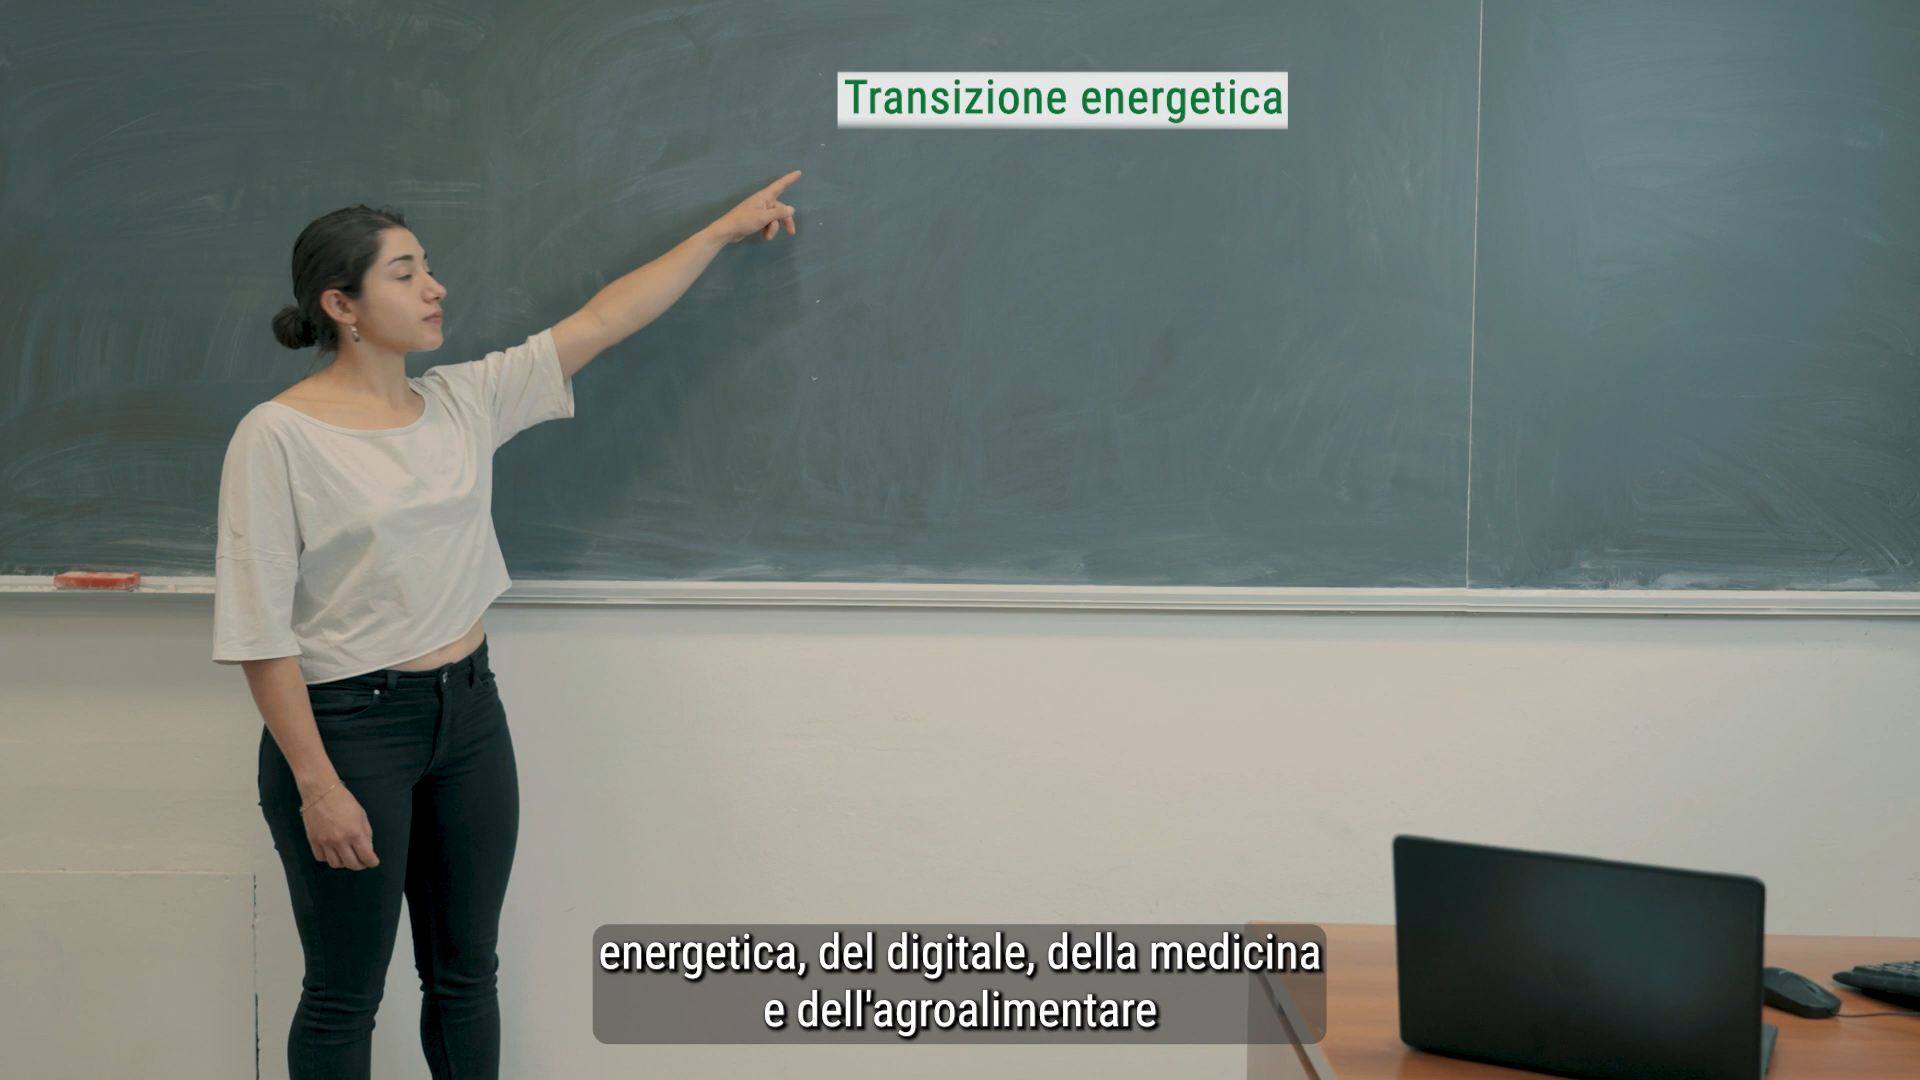 Transizione energetica
energetica, del digitale, della medicina
e dell'agroalimentare